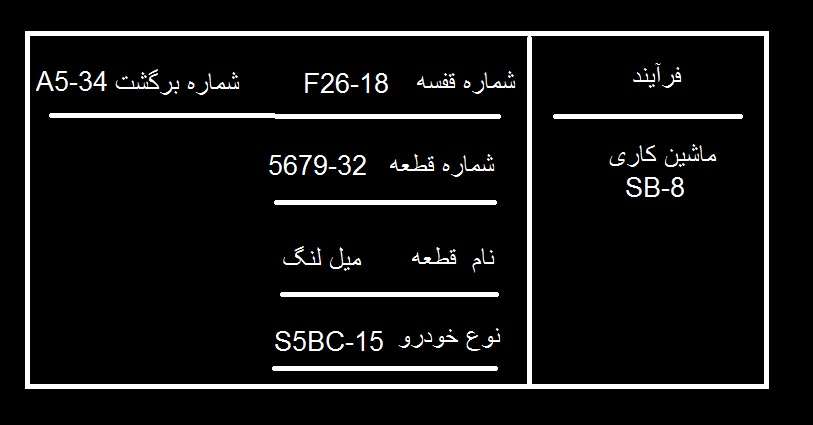 شماره قفسه F26-18 شماره برگشت A5-34
شماره قطعه 5679-32
نام قطعه میل لنگ
نوع خودرو S5BC-15
فرآیند
ماشین کاری
SB-8